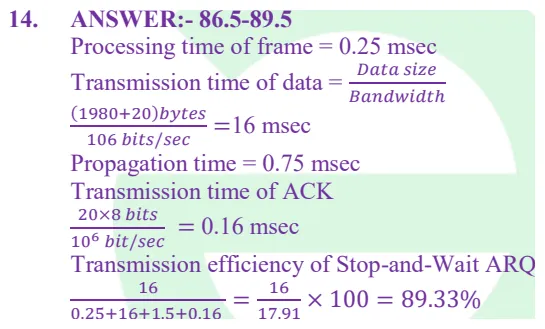 14. ANSWER:- 86.5-89.5
Processing time of frame = 0.25 msec
Transmission time of data = Data size / Bandwidth
(1980+20)bytes / 106 bits/sec =16 msec
Propagation time = 0.75 msec
Transmission time of ACK
20×8 bits / 10⁶ bit/sec = 0.16 msec
Transmission efficiency of Stop-and-Wait ARQ
16 / 0.25+16+1.5+0.16 = 16 / 17.91 × 100 = 89.33%